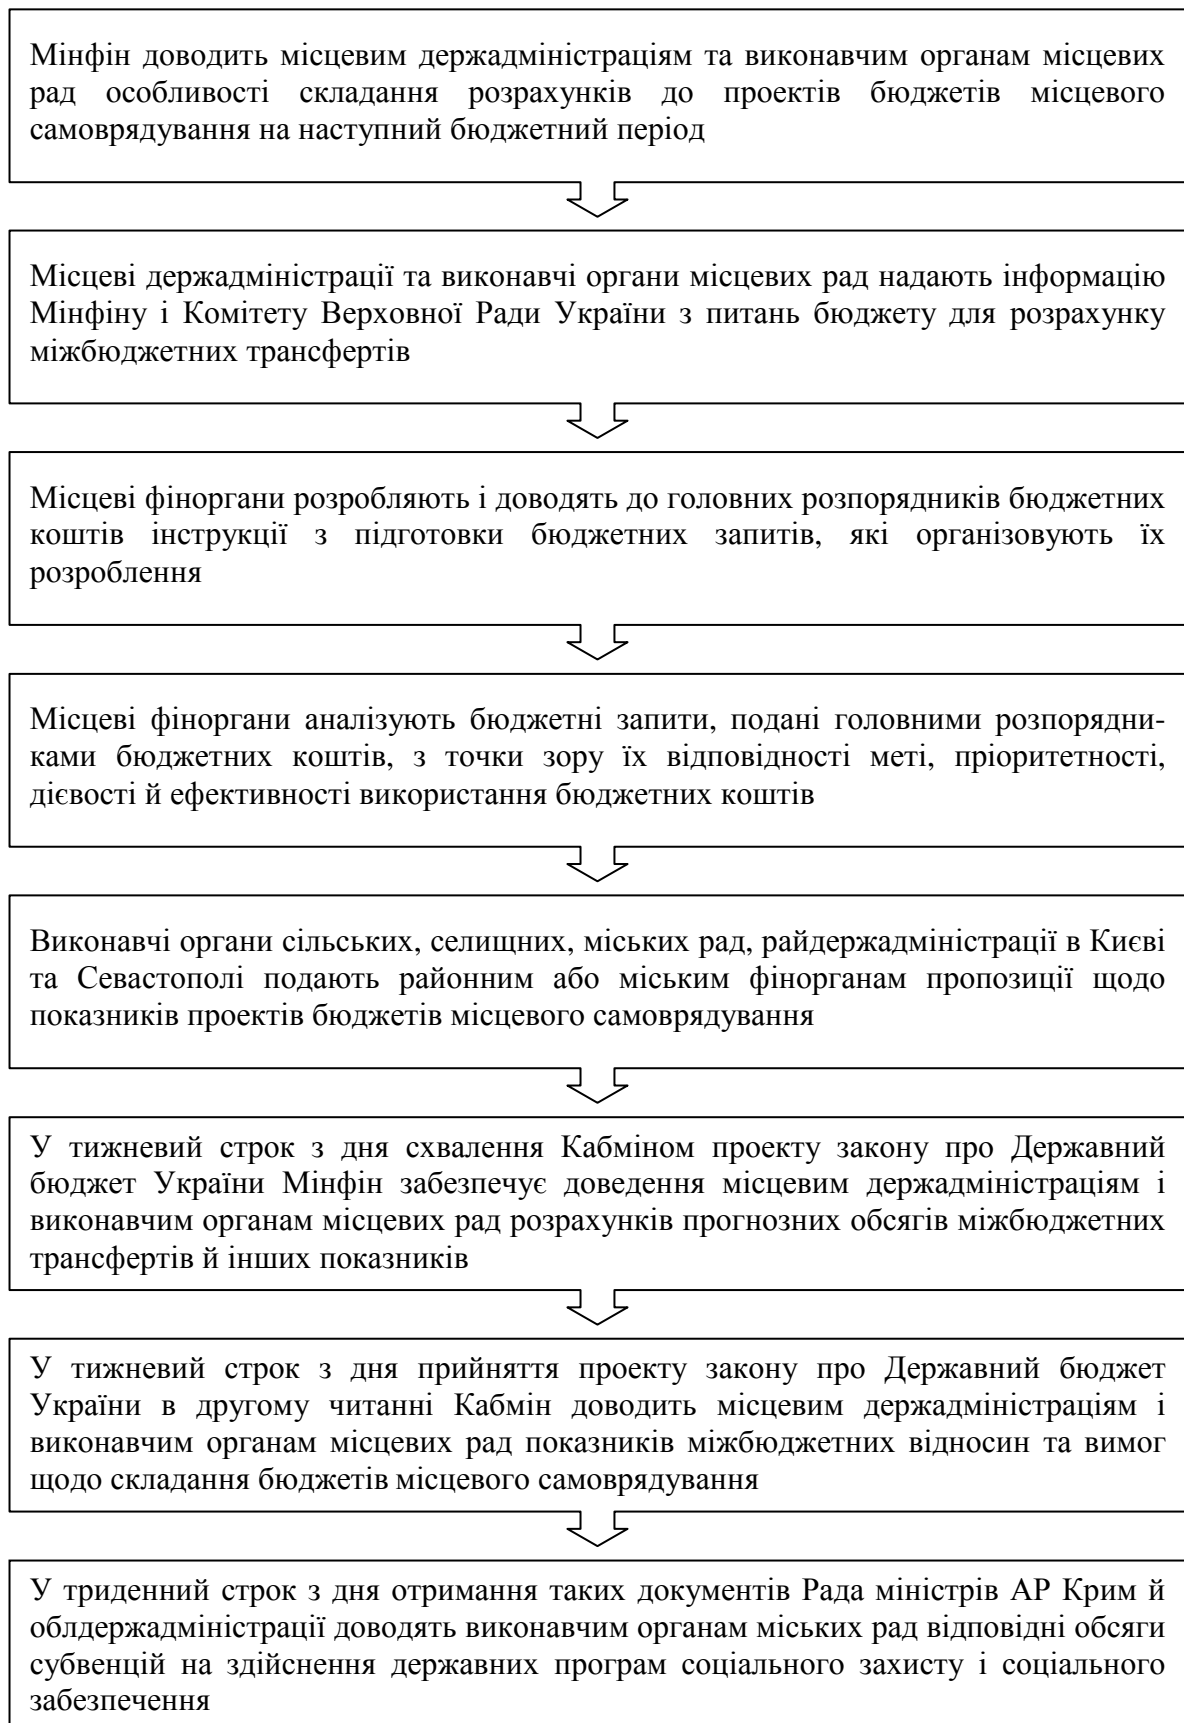 Мінфін доводить місцевим держадміністраціям та виконавчим органам місцевих
рад особливості складання розрахунків до проектів бюджетів місцевого
самоврядування на наступний бюджетний період
Місцеві держадміністрації та виконавчі органи місцевих рад надають інформацію
Мінфіну і Комітету Верховної Ради України з питань бюджету для розрахунку
міжбюджетних трансфертів
Місцеві фіноргани розробляють і доводять до головних розпорядників бюджетних
коштів інструкції з підготовки бюджетних запитів, які організовують їх
розроблення
Місцеві фіноргани аналізують бюджетні запити, подані головними розпорядни-
ками бюджетних коштів, з точки зору їх відповідності меті, пріоритетності,
дієвості й ефективності використання бюджетних коштів
Виконавчі органи сільських, селищних, міських рад, райдержадміністрації в Києві
та Севастополі подають районним або міським фінорганам пропозиції щодо
показників проектів бюджетів місцевого самоврядування
У тижневий строк з дня схвалення Кабміном проекту закону про Державний
бюджет України Мінфін забезпечує доведення місцевим держадміністраціям і
виконавчим органам місцевих рад розрахунків прогнозних обсягів міжбюджетних
трансфертів й інших показників
У тижневий строк з дня прийняття проекту закону про Державний бюджет
України в другому читанні Кабмін доводить місцевим держадміністраціям і
виконавчим органам місцевих рад показників міжбюджетних відносин та вимог
щодо складання бюджетів місцевого самоврядування
У триденний строк з дня отримання таких документів Рада міністрів АР Крим й
облдержадміністрації доводять виконавчим органам міських рад відповідні обсяги
субвенцій на здійснення державних програм соціального захисту і соціального
забезпечення